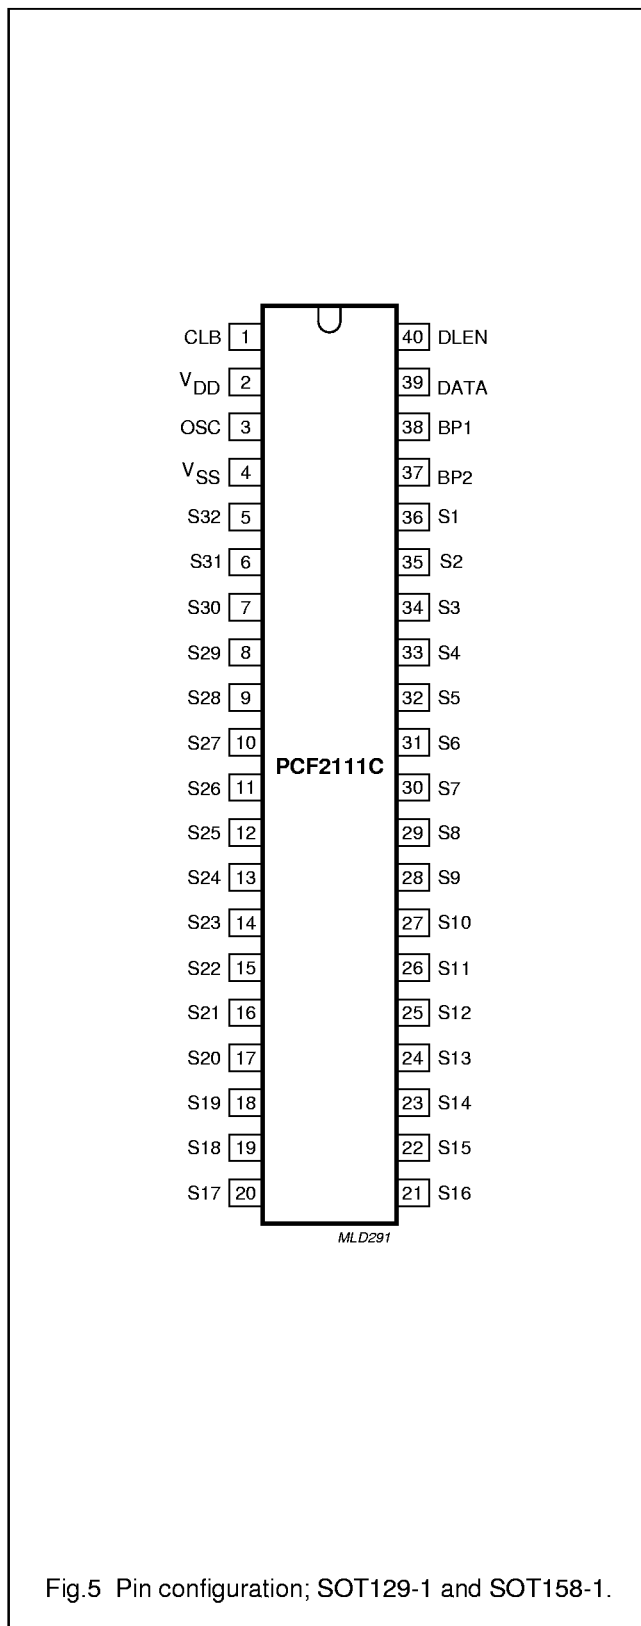 CLB 1 40 DLEN
VDD 2 39 DATA
OSC 3 38 BP1
VSS 4 37 BP2
S32 5 36 S1
S31 6 35 S2
S30 7 34 S3
S29 8 33 S4
S28 9 32 S5
S27 10 31 S6
PCF2111C
S26 11 30 S7
S25 12 29 S8
S24 13 28 S9
S23 14 27 S10
S22 15 26 S11
S21 16 25 S12
S20 17 24 S13
S19 18 23 S14
S18 19 22 S15
S17 20 21 S16
MLD291
Fig.5 Pin configuration; SOT129-1 and SOT158-1.